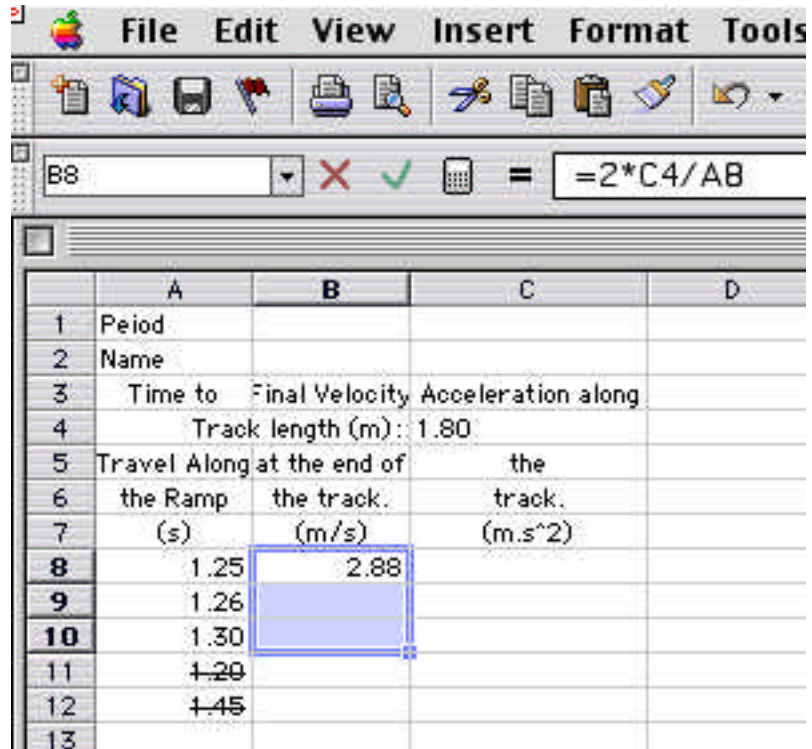 File Edit View Insert Format Tools
B8 = =2*C4/A8
A B C D
1 Peiod
2 Name
3 Time to Final Velocity Acceleration along
4 Track length (m): 1.80
5 Travel Along at the end of the
6 the Ramp the track. track.
7 (s) (m/s) (m.s^2)
8 1.25 2.88
9 1.26
10 1.30
11 1.20
12 1.45
13